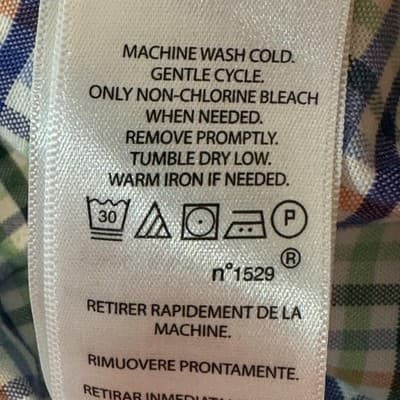 MACHINE WASH COLD.
GENTLE CYCLE.
ONLY NON-CHLORINE BLEACH
WHEN NEEDED.
REMOVE PROMPTLY.
TUMBLE DRY LOW.
WARM IRON IF NEEDED.
30 P
n°1529 ®
RETIRER RAPIDEMENT DE LA
MACHINE.
RIMUOVERE PRONTAMENTE.
RETIRAR